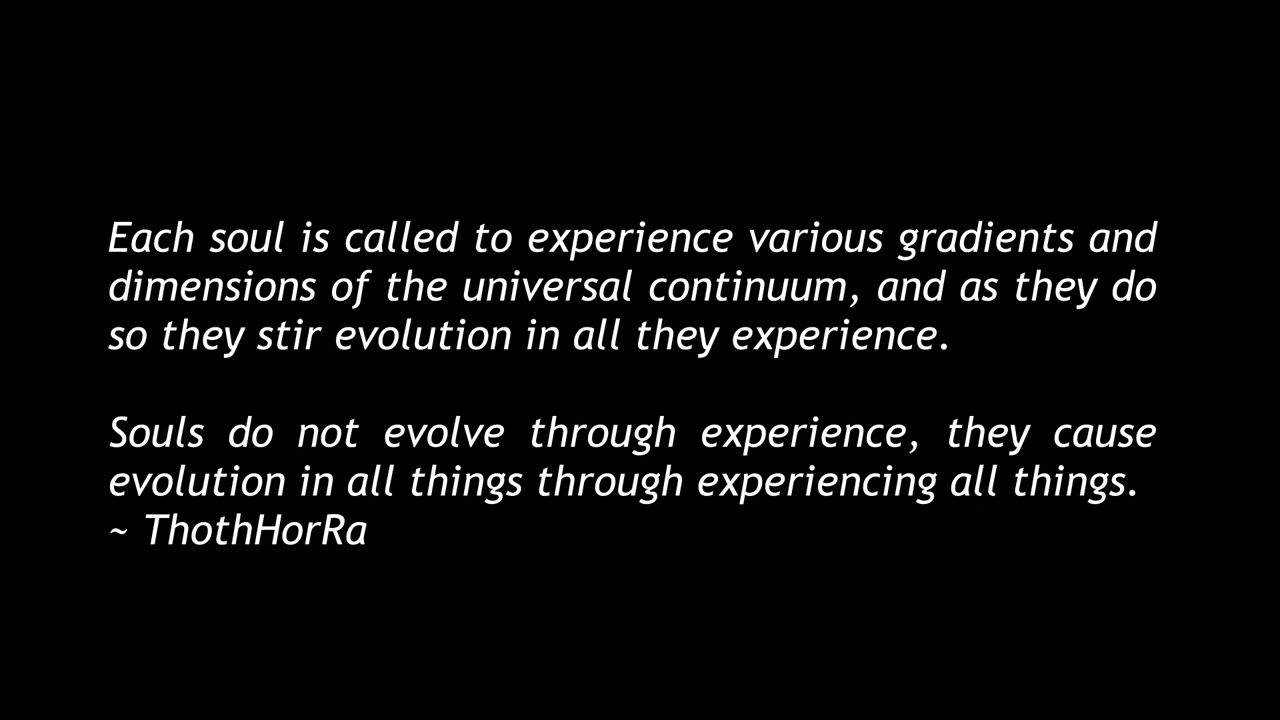 Each soul is called to experience various gradients and
dimensions of the universal continuum, and as they do
so they stir evolution in all they experience.
Souls do not evolve through experience, they cause
evolution in all things through experiencing all things.
~ ThothHorRa